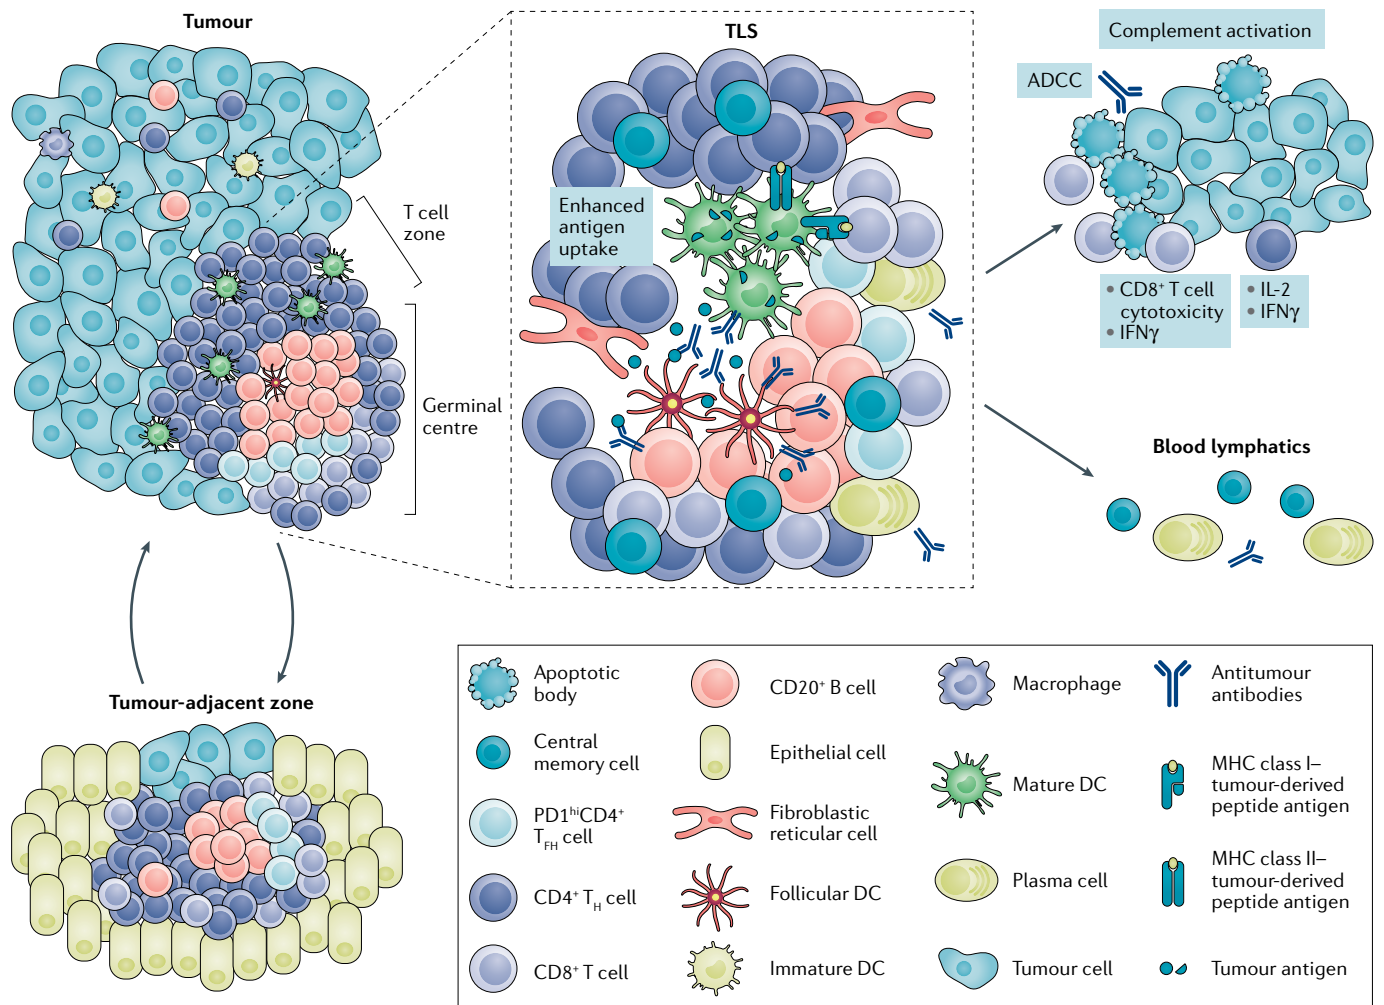 Tumour
TLS
Complement activation
ADCC
T cell
zone
Enhanced
antigen
uptake
• CD8⁺ T cell
cytotoxicity
• IFNγ
• IL-2
• IFNγ
Germinal
centre
Blood lymphatics
Tumour-adjacent zone
Apoptotic
body
CD20⁺ B cell
Macrophage
Antitumour
antibodies
Central
memory cell
Epithelial cell
Mature DC
MHC class I–
tumour-derived
peptide antigen
PD1ʰⁱCD4⁺
T_FH cell
Fibroblastic
reticular cell
CD4⁺ T_H cell
Follicular DC
Plasma cell
MHC class II–
tumour-derived
peptide antigen
CD8⁺ T cell
Immature DC
Tumour cell
Tumour antigen